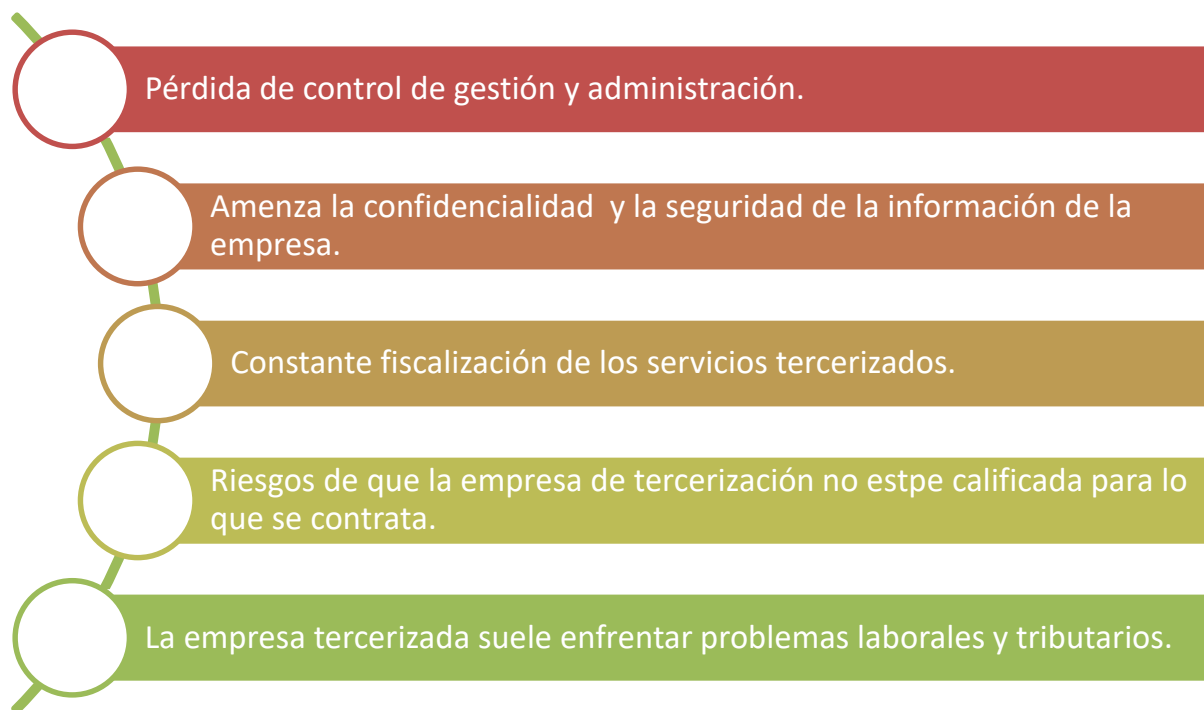 Pérdida de control de gestión y administración.
Amenza la confidencialidad  y la seguridad de la información de la
empresa.
Constante fiscalización de los servicios tercerizados.
Riesgos de que la empresa de tercerización no estpe calificada para lo
que se contrata.
La empresa tercerizada suele enfrentar problemas laborales y tributarios.